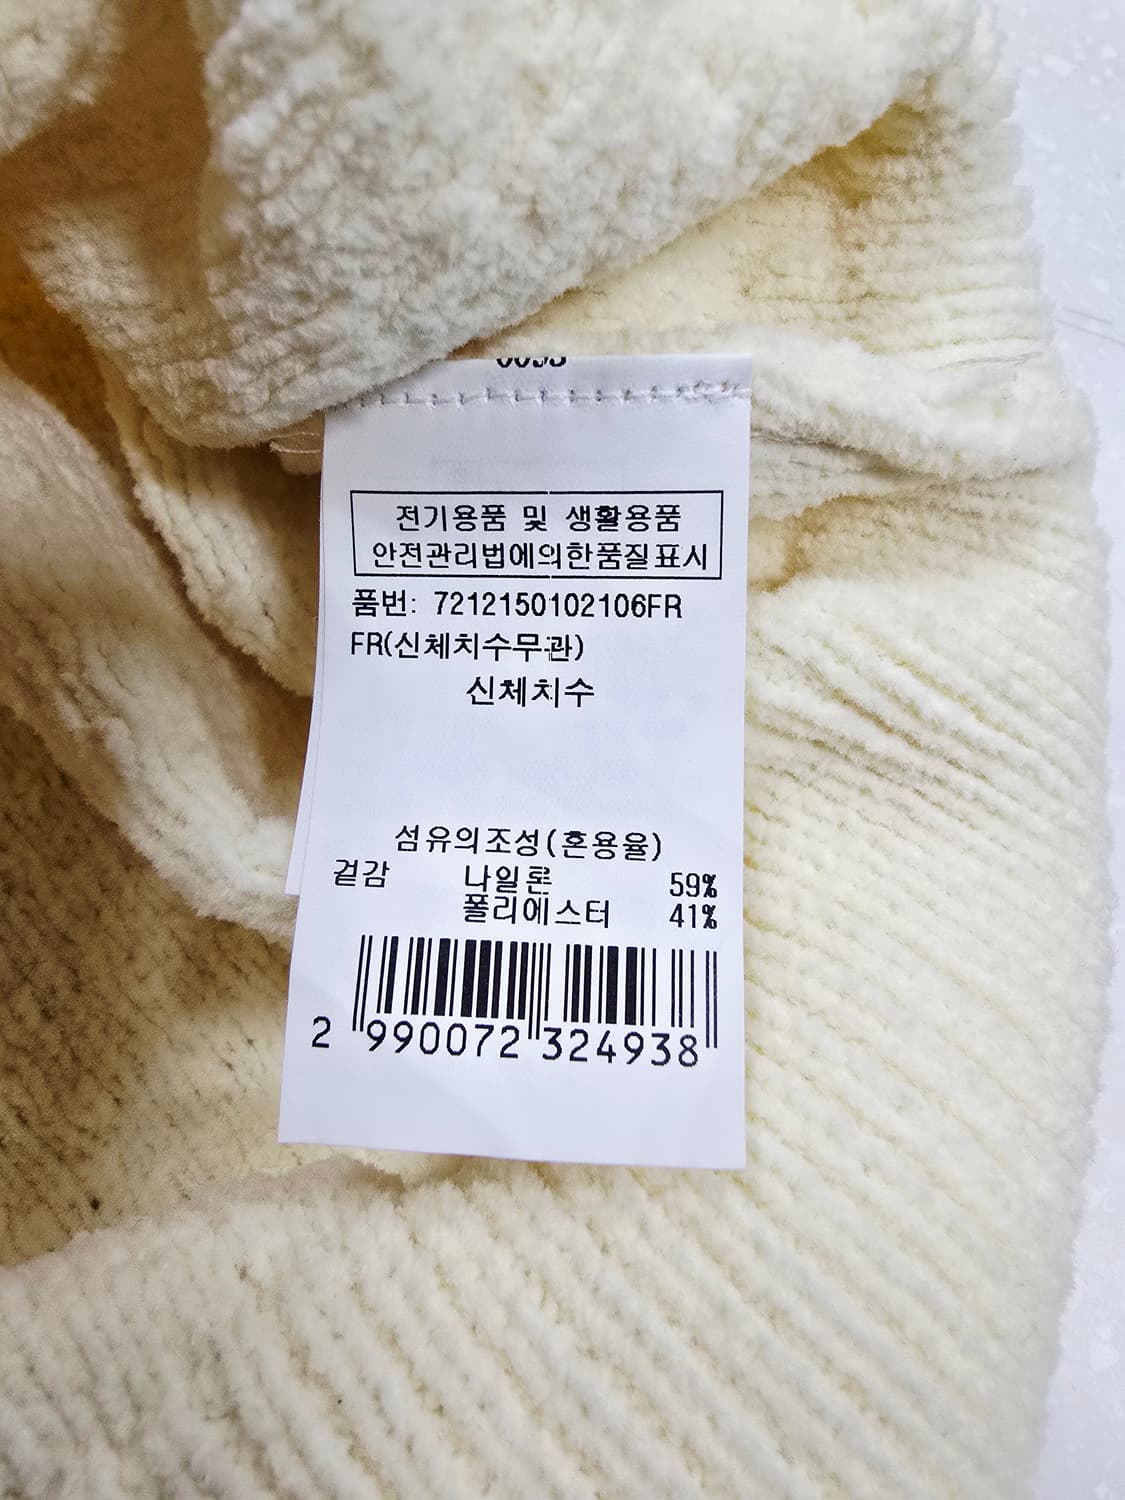 전기용품 및 생활용품
안전관리법에의한품질표시
품번: 7212150102106FR
FR(신체치수무관)
신체치수
섬유의조성(혼용율)
겉감 나일론 59%
폴리에스터 41%
2 990072 324938